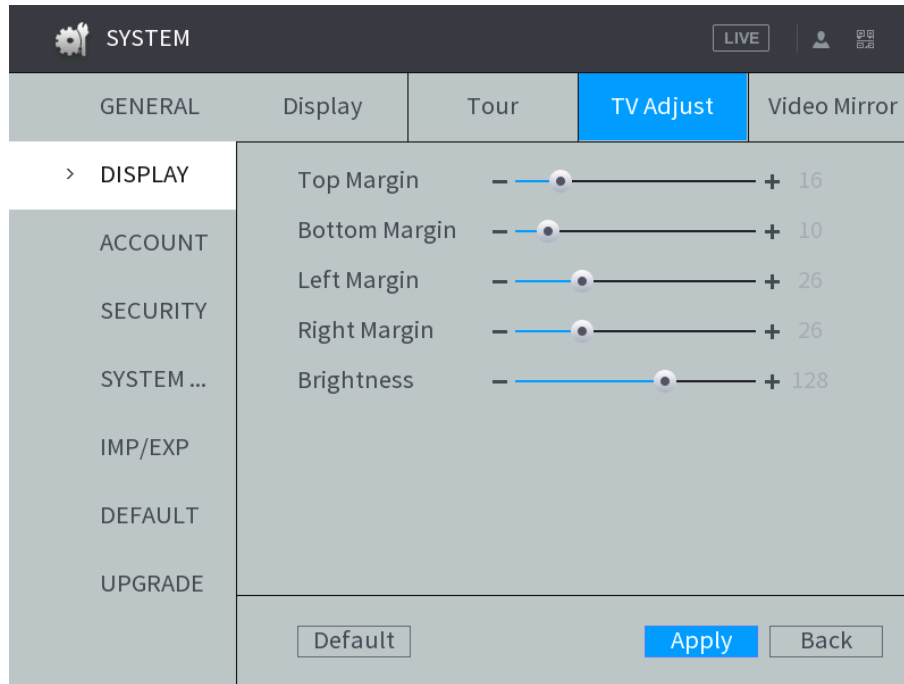 SYSTEM
LIVE
GENERAL
Display
Tour
TV Adjust
Video Mirror
> DISPLAY
ACCOUNT
SECURITY
SYSTEM ...
IMP/EXP
DEFAULT
UPGRADE
Top Margin - + 16
Bottom Margin - + 10
Left Margin - + 26
Right Margin - + 26
Brightness - + 128
Default
Apply
Back